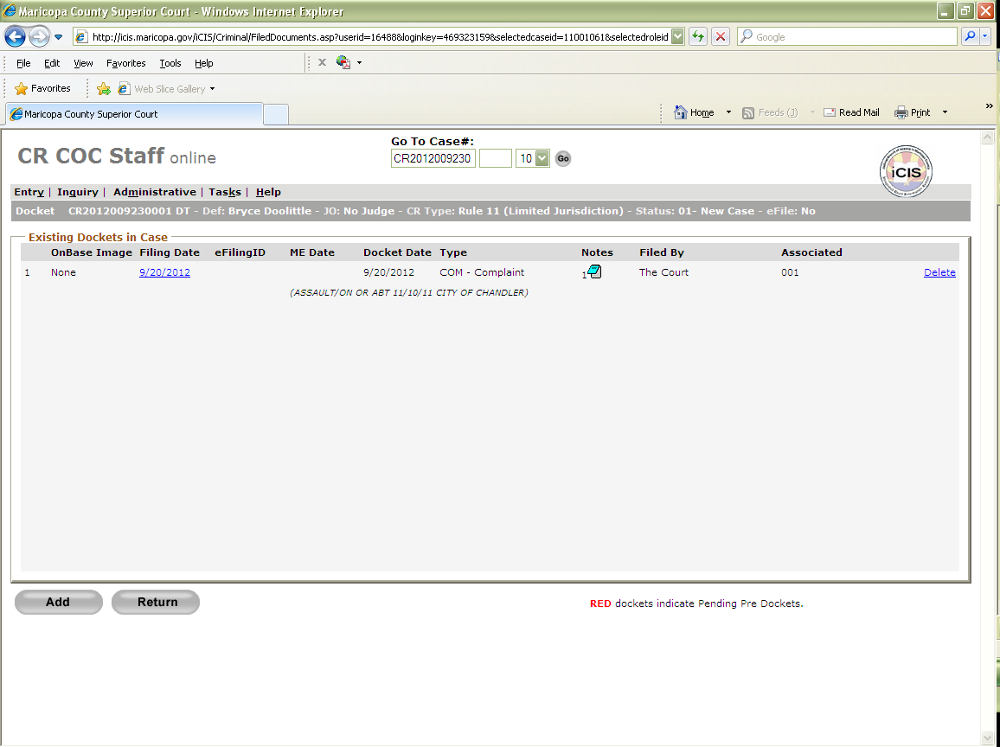 Maricopa County Superior Court - Windows Internet Explorer
http://icis.maricopa.gov/iCIS/Criminal/FiledDocuments.asp?userid=16488&loginkey=469323159&selectedcaseid=11001061&selectedroleid
Google
File Edit View Favorites Tools Help
Favorites Web Slice Gallery
Maricopa County Superior Court
Home Feeds (J) Read Mail Print »
Go To Case#:
CR COC Staff online
CR2012009230 10 Go
iCIS
Entry | Inquiry | Administrative | Tasks | Help
Docket CR2012009230001 DT - Def: Bryce Doolittle - JO: No Judge - CR Type: Rule 11 (Limited Jurisdiction) - Status: 01- New Case - eFile: No
Existing Dockets in Case
OnBase Image Filing Date eFilingID ME Date Docket Date Type Notes Filed By Associated
1 None 9/20/2012 9/20/2012 COM - Complaint 1 The Court 001 Delete
(ASSAULT/ON OR ABT 11/10/11 CITY OF CHANDLER)
Add Return
RED dockets indicate Pending Pre Dockets.